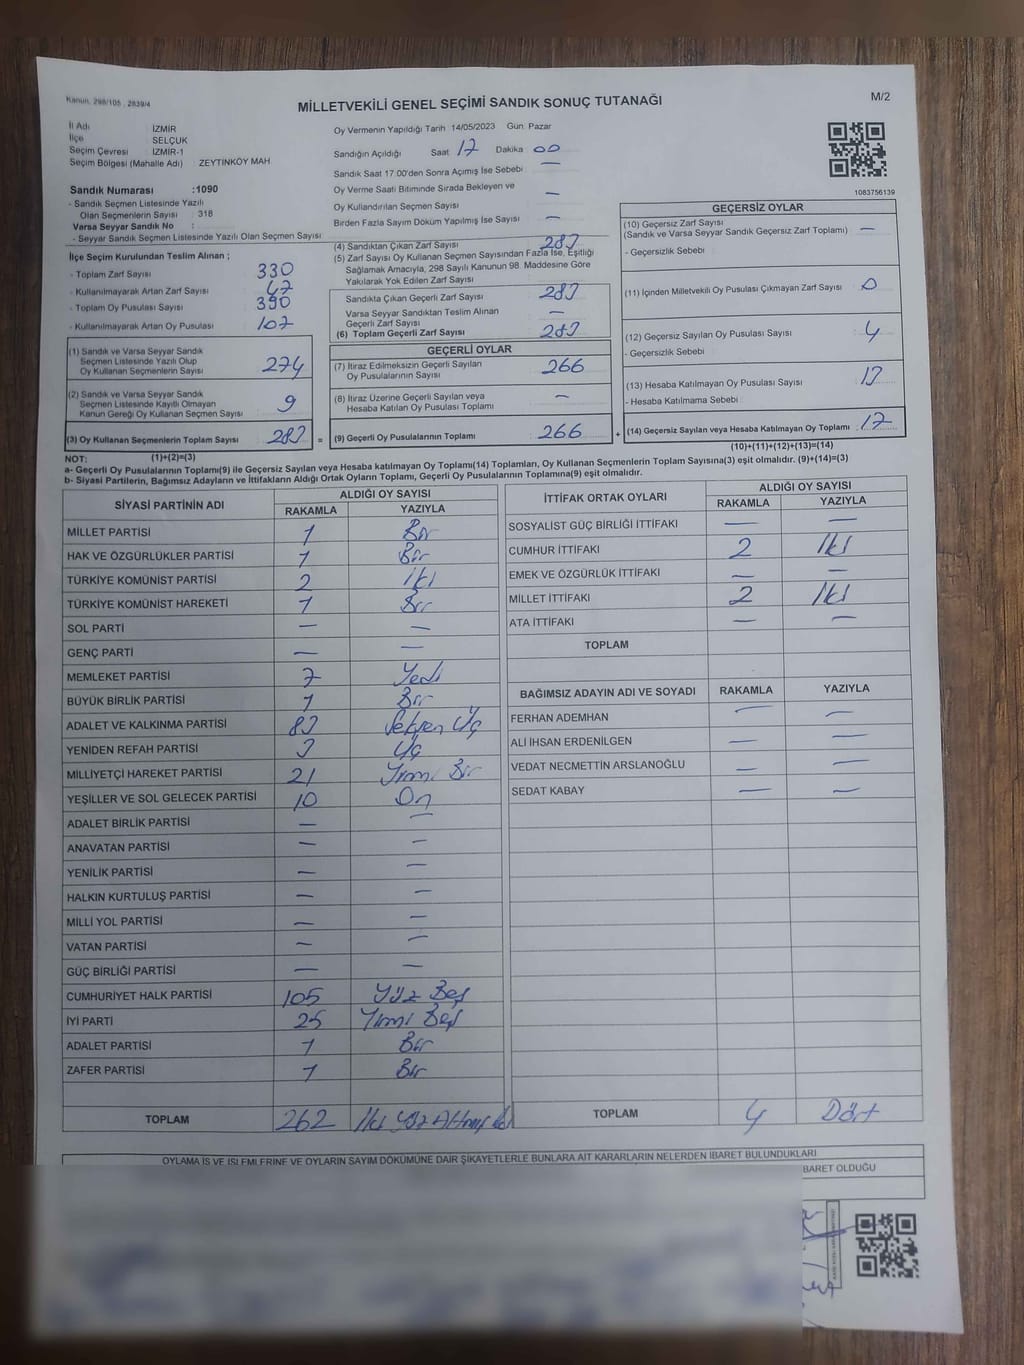 Kanun, 298/105 , 2839/4
MİLLETVEKİLİ GENEL SEÇİMİ SANDIK SONUÇ TUTANAĞI
M/2
İl Adı : İZMİR
İlçe : SELÇUK
Seçim Çevresi : İZMİR-1
Seçim Bölgesi (Mahalle Adı) ZEYTİNKÖY MAH
Sandık Numarası :1090
- Sandık Seçmen Listesinde Yazılı
Olan Seçmenlerin Sayısı : 318
Varsa Seyyar Sandık No :
- Seyyar Sandık Seçmen Listesinde Yazılı Olan Seçmen Sayısı
İlçe Seçim Kurulundan Teslim Alınan ;
- Toplam Zarf Sayısı 330
- Kullanılmayarak Artan Zarf Sayısı 47
- Toplam Oy Pusulası Sayısı 390
- Kullanılmayarak Artan Oy Pusulası 107
(1) Sandık ve Varsa Seyyar Sandık
Seçmen Listesinde Yazılı Olup
Oy Kullanan Seçmenlerin Sayısı 274
(2) Sandık ve Varsa Seyyar Sandık
Seçmen Listesinde Kayıtlı Olmayan
Kanun Gereği Oy Kullanan Seçmen Sayısı 9
(3) Oy Kullanan Seçmenlerin Toplam Sayısı 283 =
Oy Vermenin Yapıldığı Tarih 14/05/2023 Gün Pazar
Sandığın Açıldığı Saat 17 Dakika 00
Sandık Saat 17.00'den Sonra Açımış İse Sebebi —
Oy Verme Saati Bitiminde Sırada Bekleyen ve
Oy Kullandırılan Seçmen Sayısı —
Birden Fazla Sayım Döküm Yapılmış İse Sayısı —
(4) Sandıktan Çıkan Zarf Sayısı 283
(5) Zarf Sayısı Oy Kullanan Seçmen Sayısından Fazla İse, Eşitliği
Sağlamak Amacıyla, 298 Sayılı Kanunun 98. Maddesine Göre
Yakılarak Yok Edilen Zarf Sayısı
Sandıkta Çıkan Geçerli Zarf Sayısı 283
Varsa Seyyar Sandıktan Teslim Alınan
Geçerli Zarf Sayısı —
(6) Toplam Geçerli Zarf Sayısı 283
GEÇERLİ OYLAR
(7) İtiraz Edilmeksizin Geçerli Sayılan
Oy Pusulalarının Sayısı 266
(8) İtiraz Üzerine Geçerli Sayılan veya
Hesaba Katılan Oy Pusulası Toplamı —
(9) Geçerli Oy Pusulalarının Toplamı 266 +
1083756139
GEÇERSİZ OYLAR
(10) Geçersiz Zarf Sayısı
(Sandık ve Varsa Seyyar Sandık Geçersiz Zarf Toplamı) —
- Geçersizlik Sebebi :
(11) İçinden Milletvekili Oy Pusulası Çıkmayan Zarf Sayısı 0
(12) Geçersiz Sayılan Oy Pusulası Sayısı 4
- Geçersizlik Sebebi :
(13) Hesaba Katılmayan Oy Pusulası Sayısı 13
- Hesaba Katılmama Sebebi :
(14) Geçersiz Sayılan veya Hesaba Katılmayan Oy Toplamı 17
NOT: (1)+(2)=(3)
(10)+(11)+(12)+(13)=(14)
a- Geçerli Oy Pusulalarının Toplamı(9) ile Geçersiz Sayılan veya Hesaba katılmayan Oy Toplamı(14) Toplamları, Oy Kullanan Seçmenlerin Toplam Sayısına(3) eşit olmalıdır. (9)+(14)=(3)
b- Siyasi Partilerin, Bağımsız Adayların ve İttifakların Aldığı Ortak Oyların Toplamı, Geçerli Oy Pusulalarının Toplamına(9) eşit olmalıdır.
SİYASİ PARTİNİN ADI ALDIĞI OY SAYISI
RAKAMLA YAZIYLA
MİLLET PARTİSİ 1 Bir
HAK VE ÖZGÜRLÜKLER PARTİSİ 1 Bir
TÜRKİYE KOMÜNİST PARTİSİ 2 İki
TÜRKİYE KOMÜNİST HAREKETİ 1 Bir
SOL PARTİ — —
GENÇ PARTİ — —
MEMLEKET PARTİSİ 7 Yedi
BÜYÜK BİRLİK PARTİSİ 1 Bir
ADALET VE KALKINMA PARTİSİ 83 Seksen Üç
YENİDEN REFAH PARTİSİ 3 Üç
MİLLİYETÇİ HAREKET PARTİSİ 21 Yirmi Bir
YEŞİLLER VE SOL GELECEK PARTİSİ 10 On
ADALET BİRLİK PARTİSİ — —
ANAVATAN PARTİSİ — —
YENİLİK PARTİSİ — —
HALKIN KURTULUŞ PARTİSİ — —
MİLLİ YOL PARTİSİ — —
VATAN PARTİSİ — —
GÜÇ BİRLİĞİ PARTİSİ — —
CUMHURİYET HALK PARTİSİ 105 Yüz Beş
İYİ PARTİ 25 Yirmi Beş
ADALET PARTİSİ 1 Bir
ZAFER PARTİSİ 1 Bir
TOPLAM 262 İki Yüz Altmış İki
İTTİFAK ORTAK OYLARI ALDIĞI OY SAYISI
RAKAMLA YAZIYLA
SOSYALİST GÜÇ BİRLİĞİ İTTİFAKI — —
CUMHUR İTTİFAKI 2 İki
EMEK VE ÖZGÜRLÜK İTTİFAKI — —
MİLLET İTTİFAKI 2 İki
ATA İTTİFAKI — —
TOPLAM
BAĞIMSIZ ADAYIN ADI VE SOYADI RAKAMLA YAZIYLA
FERHAN ADEMHAN — —
ALİ İHSAN ERDENİLGEN — —
VEDAT NECMETTİN ARSLANOĞLU — —
SEDAT KABAY — —
TOPLAM 4 Dört
OYLAMA İŞ VE İŞLEMLERİNE VE OYLARIN SAYIM DÖKÜMÜNE DAİR ŞİKAYETLERLE BUNLARA AİT KARARLARIN NELERDEN İBARET BULUNDUKLARI
BARET OLDUĞU